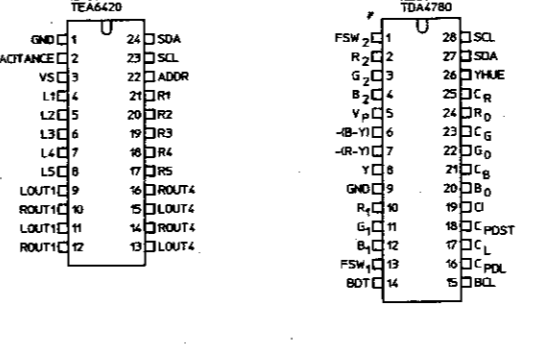 TEA6420
GND 1 24 SDA
ACITANCE 2 23 SCL
VS 3 22 ADDR
L1 4 21 R1
L2 5 20 R2
L3 6 19 R3
L4 7 18 R4
L5 8 17 R5
LOUT1 9 16 ROUT4
ROUT1 10 15 LOUT4
LOUT1 11 14 ROUT4
ROUT1 12 13 LOUT4
TDA4780
FSW2 1 28 SCL
R2 2 27 SDA
G2 3 26 YHUE
B2 4 25 CR
VP 5 24 RO
-(B-Y) 6 23 CG
-(R-Y) 7 22 GO
Y 8 21 CB
GND 9 20 BO
R1 10 19 CI
G1 11 18 CPDST
B1 12 17 CL
FSW1 13 16 CPDL
BDT 14 15 BCL